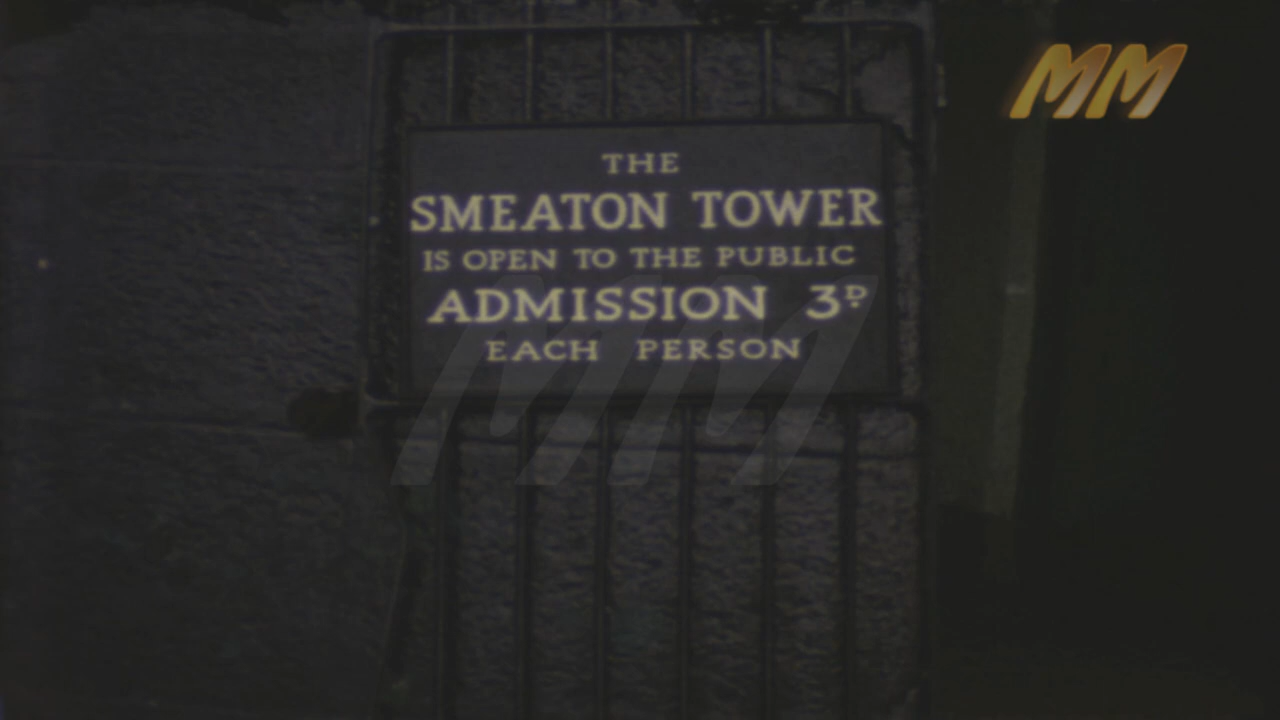 MM
THE
SMEATON TOWER
IS OPEN TO THE PUBLIC
ADMISSION 3D
EACH PERSON
MM